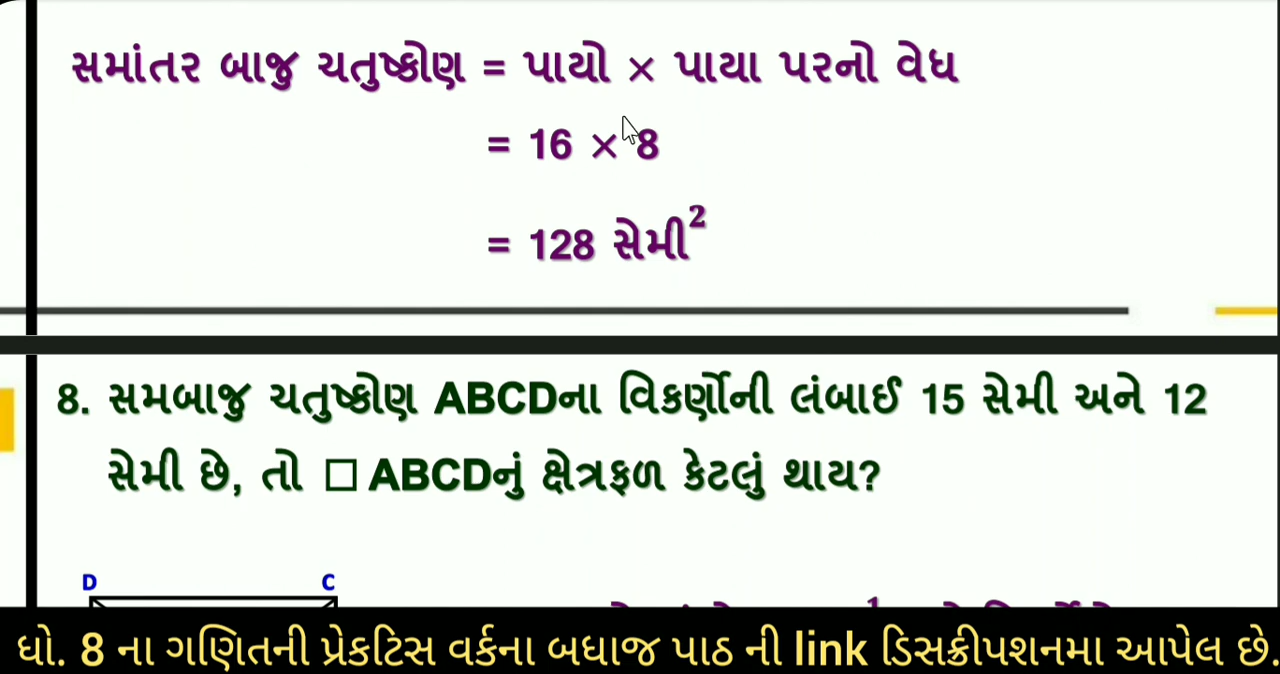 સમાંતર બાજુ ચતુષ્કોણ = પાયો × પાયા પરનો વેધ
= 16 × 8
= 128 સેમી²
8. સમબાજુ ચતુષ્કોણ ABCDના વિકર્ણોની લંબાઈ 15 સેમી અને 12
સેમી છે, તો □ ABCDનું ક્ષેત્રફળ કેટલું થાય?
D C
ધો. 8 ના ગણિતની પ્રેકટિસ વર્કના બધાજ પાઠ ની link ડિસક્રીપશનમા આપેલ છે.